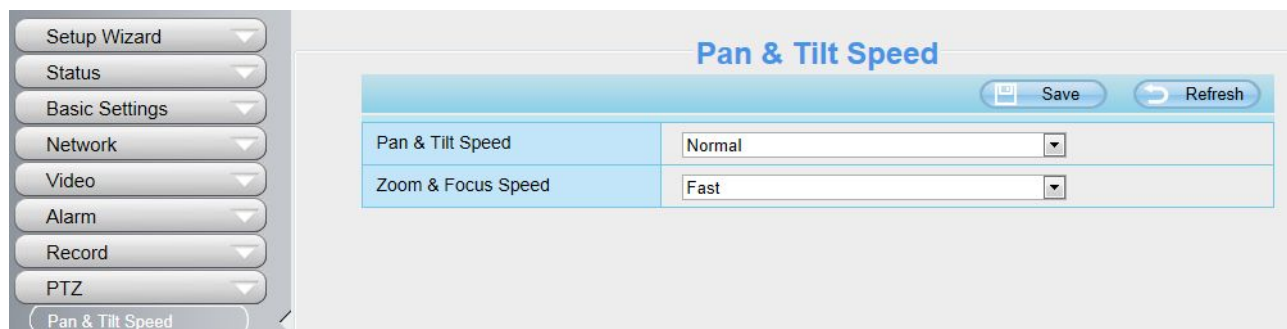 Setup Wizard
Status
Basic Settings
Network
Video
Alarm
Record
PTZ
Pan & Tilt Speed
Pan & Tilt Speed
Save
Refresh
Pan & Tilt Speed
Normal
Zoom & Focus Speed
Fast